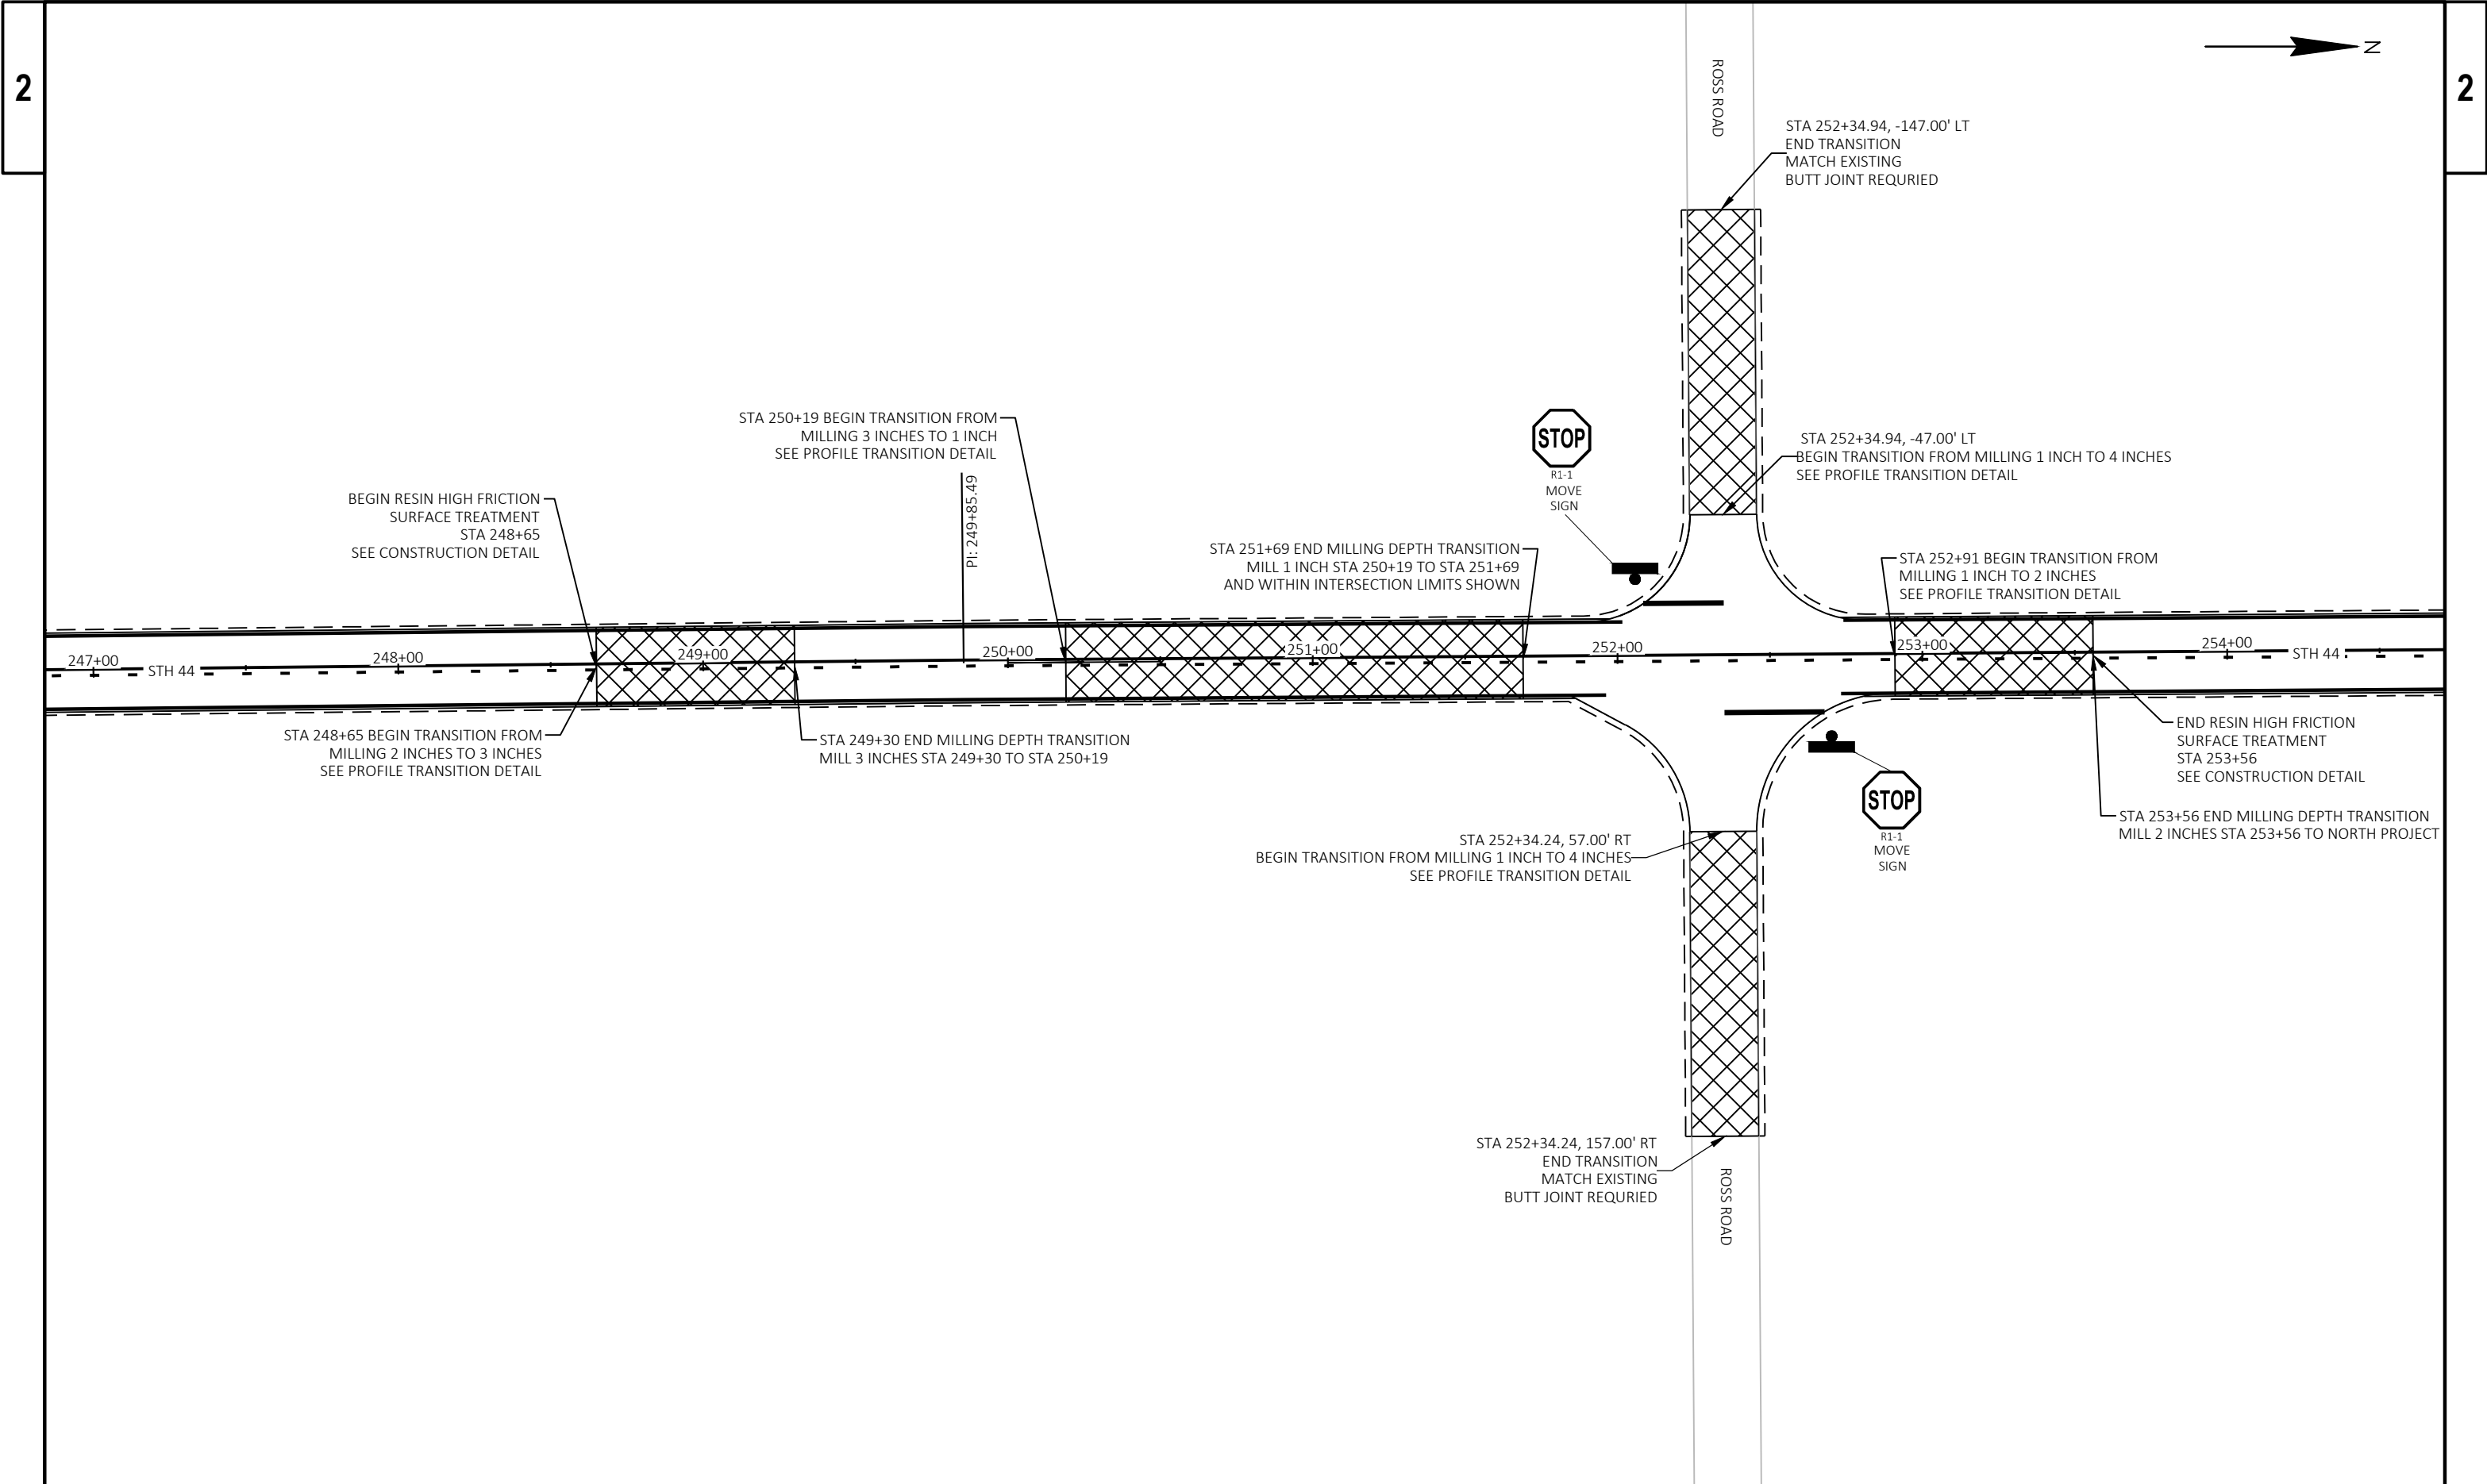 2
2
N
ROSS ROAD
STA 252+34.94, -147.00' LT
END TRANSITION
MATCH EXISTING
BUTT JOINT REQURIED
STA 250+19 BEGIN TRANSITION FROM
MILLING 3 INCHES TO 1 INCH
SEE PROFILE TRANSITION DETAIL
STOP
R1-1
MOVE
SIGN
STA 252+34.94, -47.00' LT
BEGIN TRANSITION FROM MILLING 1 INCH TO 4 INCHES
SEE PROFILE TRANSITION DETAIL
BEGIN RESIN HIGH FRICTION
SURFACE TREATMENT
STA 248+65
SEE CONSTRUCTION DETAIL
PI: 249+85.49
STA 251+69 END MILLING DEPTH TRANSITION
MILL 1 INCH STA 250+19 TO STA 251+69
AND WITHIN INTERSECTION LIMITS SHOWN
STA 252+91 BEGIN TRANSITION FROM
MILLING 1 INCH TO 2 INCHES
SEE PROFILE TRANSITION DETAIL
247+00
STH 44
248+00
249+00
250+00
251+00
252+00
253+00
254+00
STH 44
STA 248+65 BEGIN TRANSITION FROM
MILLING 2 INCHES TO 3 INCHES
SEE PROFILE TRANSITION DETAIL
STA 249+30 END MILLING DEPTH TRANSITION
MILL 3 INCHES STA 249+30 TO STA 250+19
END RESIN HIGH FRICTION
SURFACE TREATMENT
STA 253+56
SEE CONSTRUCTION DETAIL
STOP
R1-1
MOVE
SIGN
STA 253+56 END MILLING DEPTH TRANSITION
MILL 2 INCHES STA 253+56 TO NORTH PROJECT
STA 252+34.24, 57.00' RT
BEGIN TRANSITION FROM MILLING 1 INCH TO 4 INCHES
SEE PROFILE TRANSITION DETAIL
STA 252+34.24, 157.00' RT
END TRANSITION
MATCH EXISTING
BUTT JOINT REQURIED
ROSS ROAD